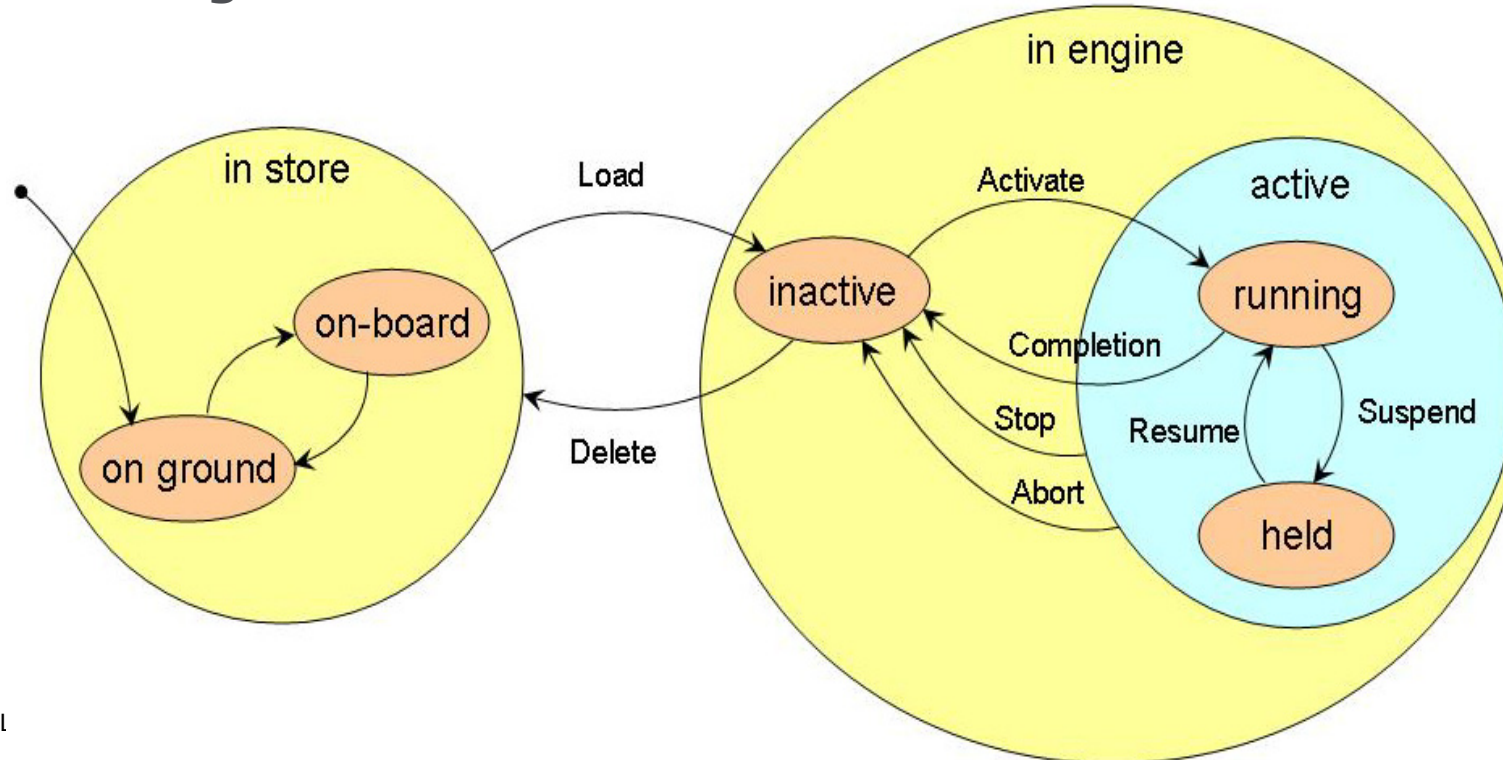 in engine
in store
Load
Activate
active
inactive
running
on-board
Completion
Stop
Resume
Suspend
Delete
on ground
Abort
held